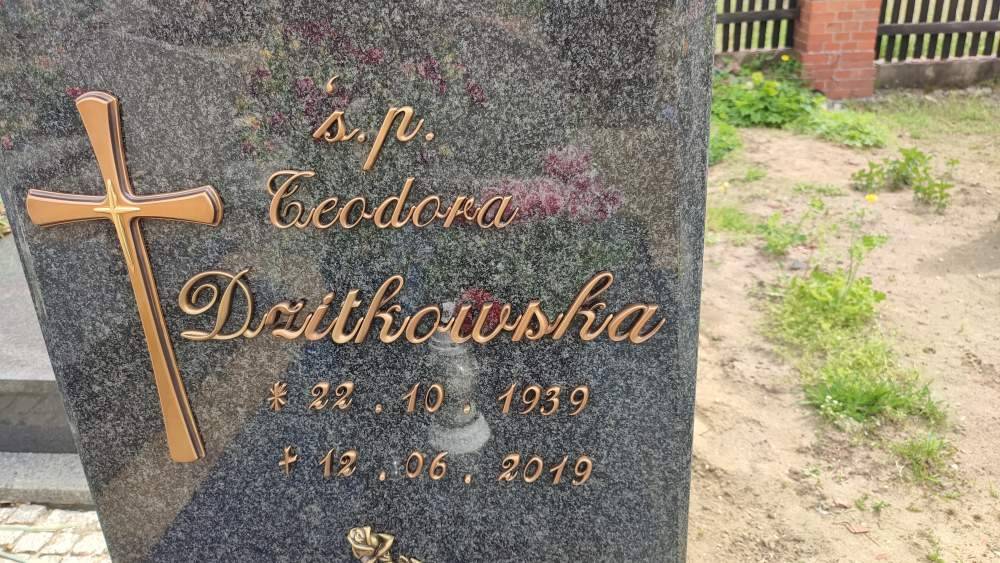 ś.p.
Teodora
Dzitkowska
* 22.10.1939
† 12.06.2019